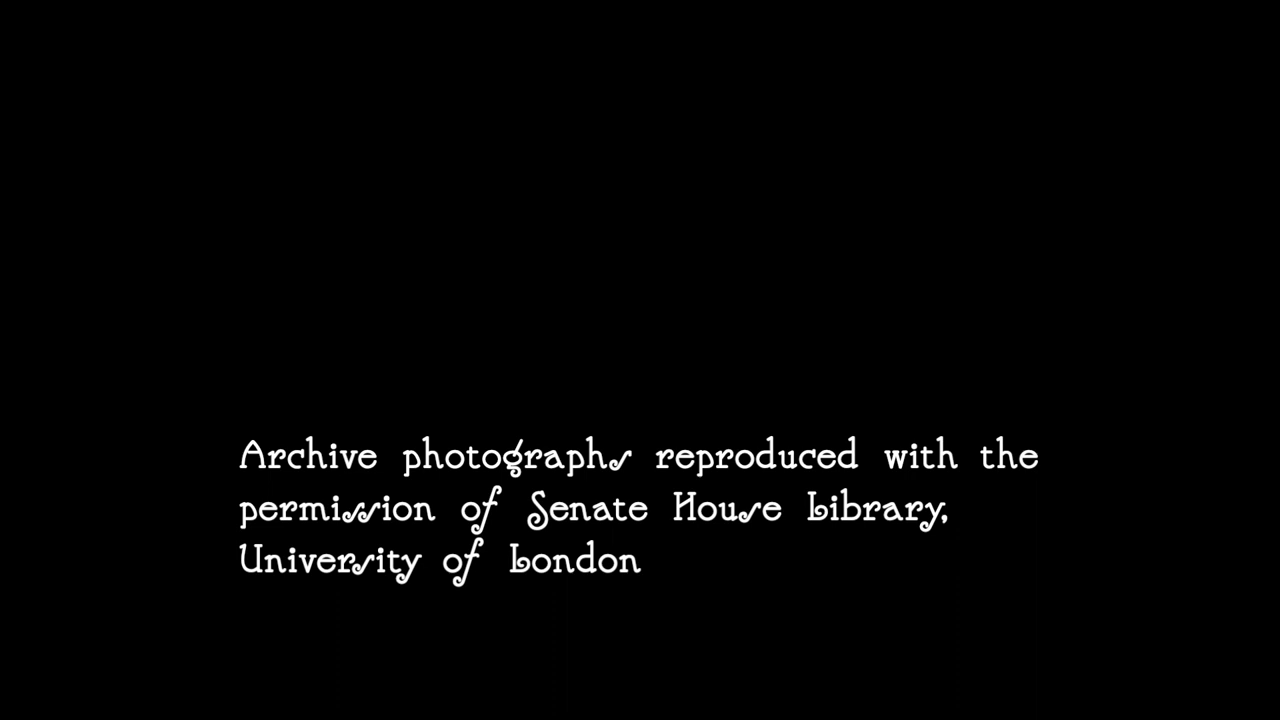 Archive photographs reproduced with the
permission of Senate House Library,
University of London